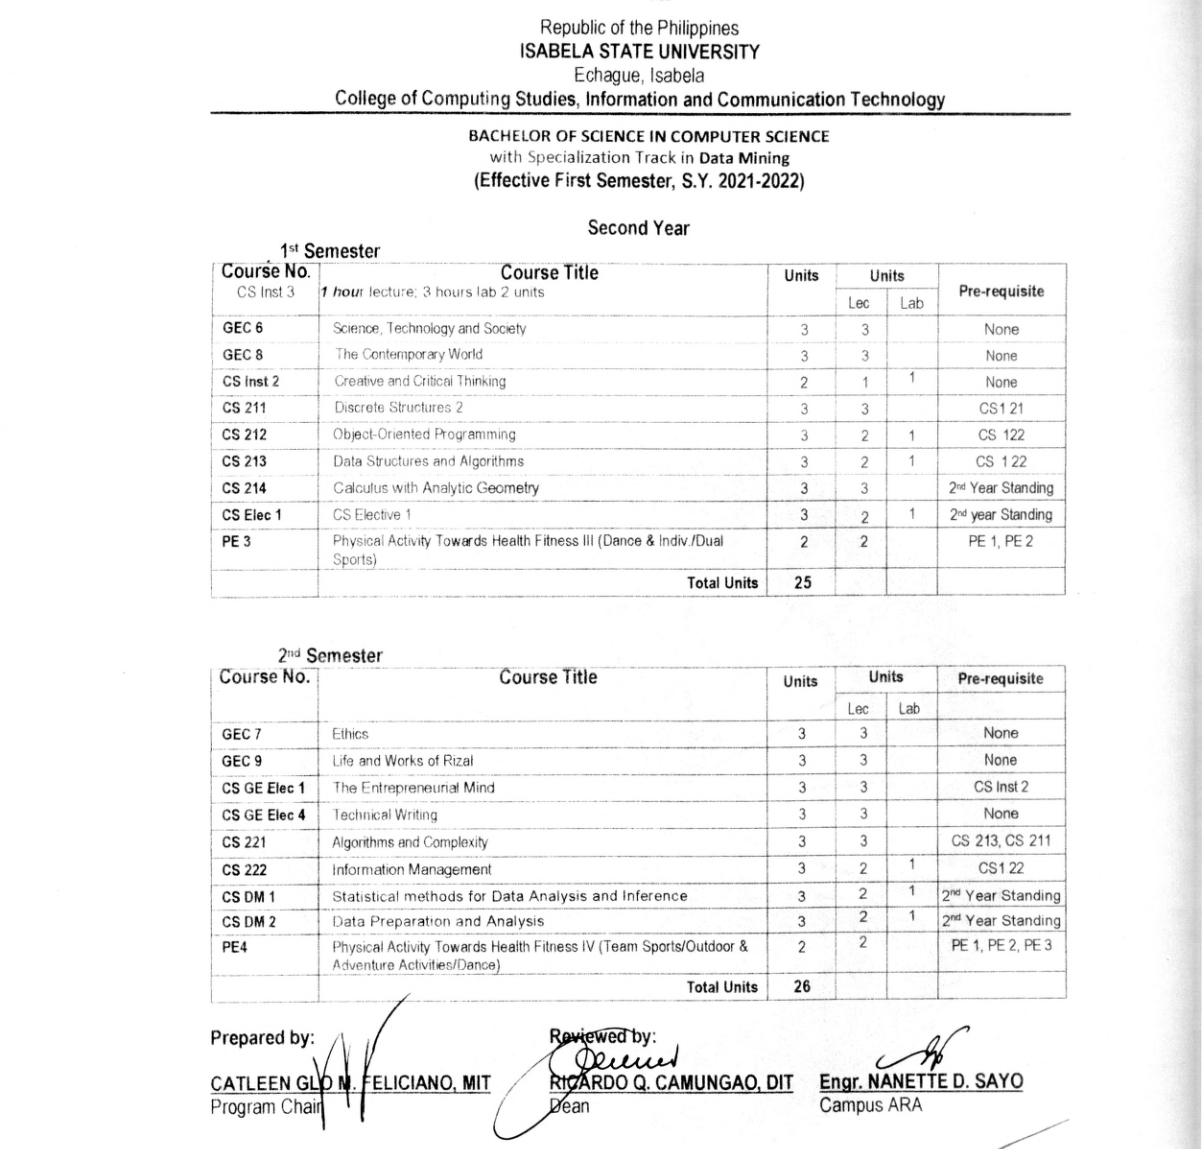 Republic of the Philippines
ISABELA STATE UNIVERSITY
Echague, Isabela
College of Computing Studies, Information and Communication Technology
BACHELOR OF SCIENCE IN COMPUTER SCIENCE
with Specialization Track in Data Mining
(Effective First Semester, S.Y. 2021-2022)
Second Year
1st Semester
Course No. Course Title Units Units Pre-requisite
CS Inst 3 1 hour lecture; 3 hours lab 2 units
Lec Lab
GEC 6 Science, Technology and Society 3 3 None
GEC 8 The Contemporary World 3 3 None
CS Inst 2 Creative and Critical Thinking 2 1 1 None
CS 211 Discrete Structures 2 3 3 CS1 21
CS 212 Object-Oriented Programming 3 2 1 CS 122
CS 213 Data Structures and Algorithms 3 2 1 CS 1 22
CS 214 Calculus with Analytic Geometry 3 3 2nd Year Standing
CS Elec 1 CS Elective 1 3 2 1 2nd year Standing
PE 3 Physical Activity Towards Health Fitness III (Dance & Indiv./Dual 2 2 PE 1, PE 2
Sports)
Total Units 25
2nd Semester
Course No. Course Title Units Units Pre-requisite
Lec Lab
GEC 7 Ethics 3 3 None
GEC 9 Life and Works of Rizal 3 3 None
CS GE Elec 1 The Entrepreneurial Mind 3 3 CS Inst 2
CS GE Elec 4 Technical Writing 3 3 None
CS 221 Algorithms and Complexity 3 3 CS 213, CS 211
CS 222 Information Management 3 2 1 CS1 22
CS DM 1 Statistical methods for Data Analysis and Inference 3 2 1 2nd Year Standing
CS DM 2 Data Preparation and Analysis 3 2 1 2nd Year Standing
PE4 Physical Activity Towards Health Fitness IV (Team Sports/Outdoor & 2 2 PE 1, PE 2, PE 3
Adventure Activities/Dance)
Total Units 26
Prepared by: Reviewed by:
CATLEEN GLO M. FELICIANO, MIT RICARDO Q. CAMUNGAO, DIT Engr. NANETTE D. SAYO
Program Chair Dean Campus ARA